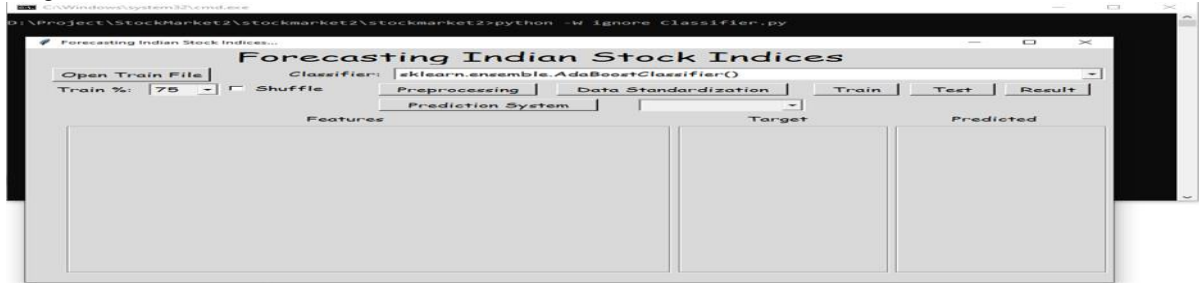 C:\Windows\system32\cmd.exe
D:\Project\StockMarket2\stockmarket2\stockmarket2>python -W ignore Classifier.py
Forecasting Indian Stock Indices...
Forecasting Indian Stock Indices
Open Train File Classifier: sklearn.ensemble.AdaBoostClassifier()
Train %: 75 Shuffle Preprocessing Data Standardization Train Test Result
Prediction System
Features Target Predicted